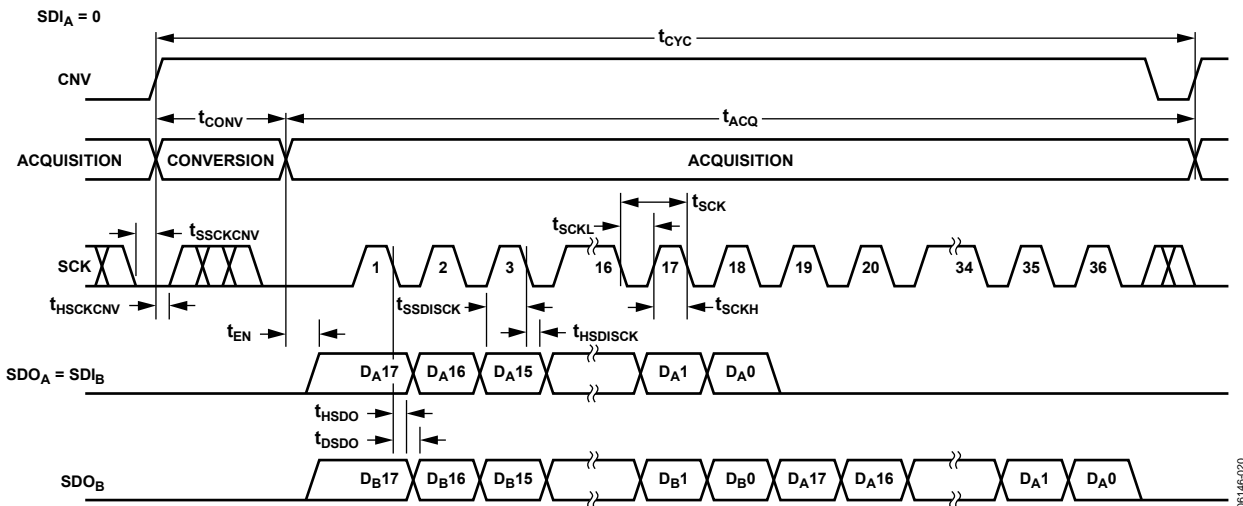 SDIA = 0
tCYC
CNV
tCONV
tACQ
ACQUISITION
CONVERSION
ACQUISITION
tSCK
tSCKL
tSSCKCNV
SCK
1
2
3
16
17
18
19
20
34
35
36
tHSCKCNV
tSSDISCK
tSCKH
tEN
tHSDISCK
SDOA = SDIB
DA17
DA16
DA15
DA1
DA0
tHSDO
tDSDO
SDOB
DB17
DB16
DB15
DB1
DB0
DA17
DA16
DA1
DA0
06146-020